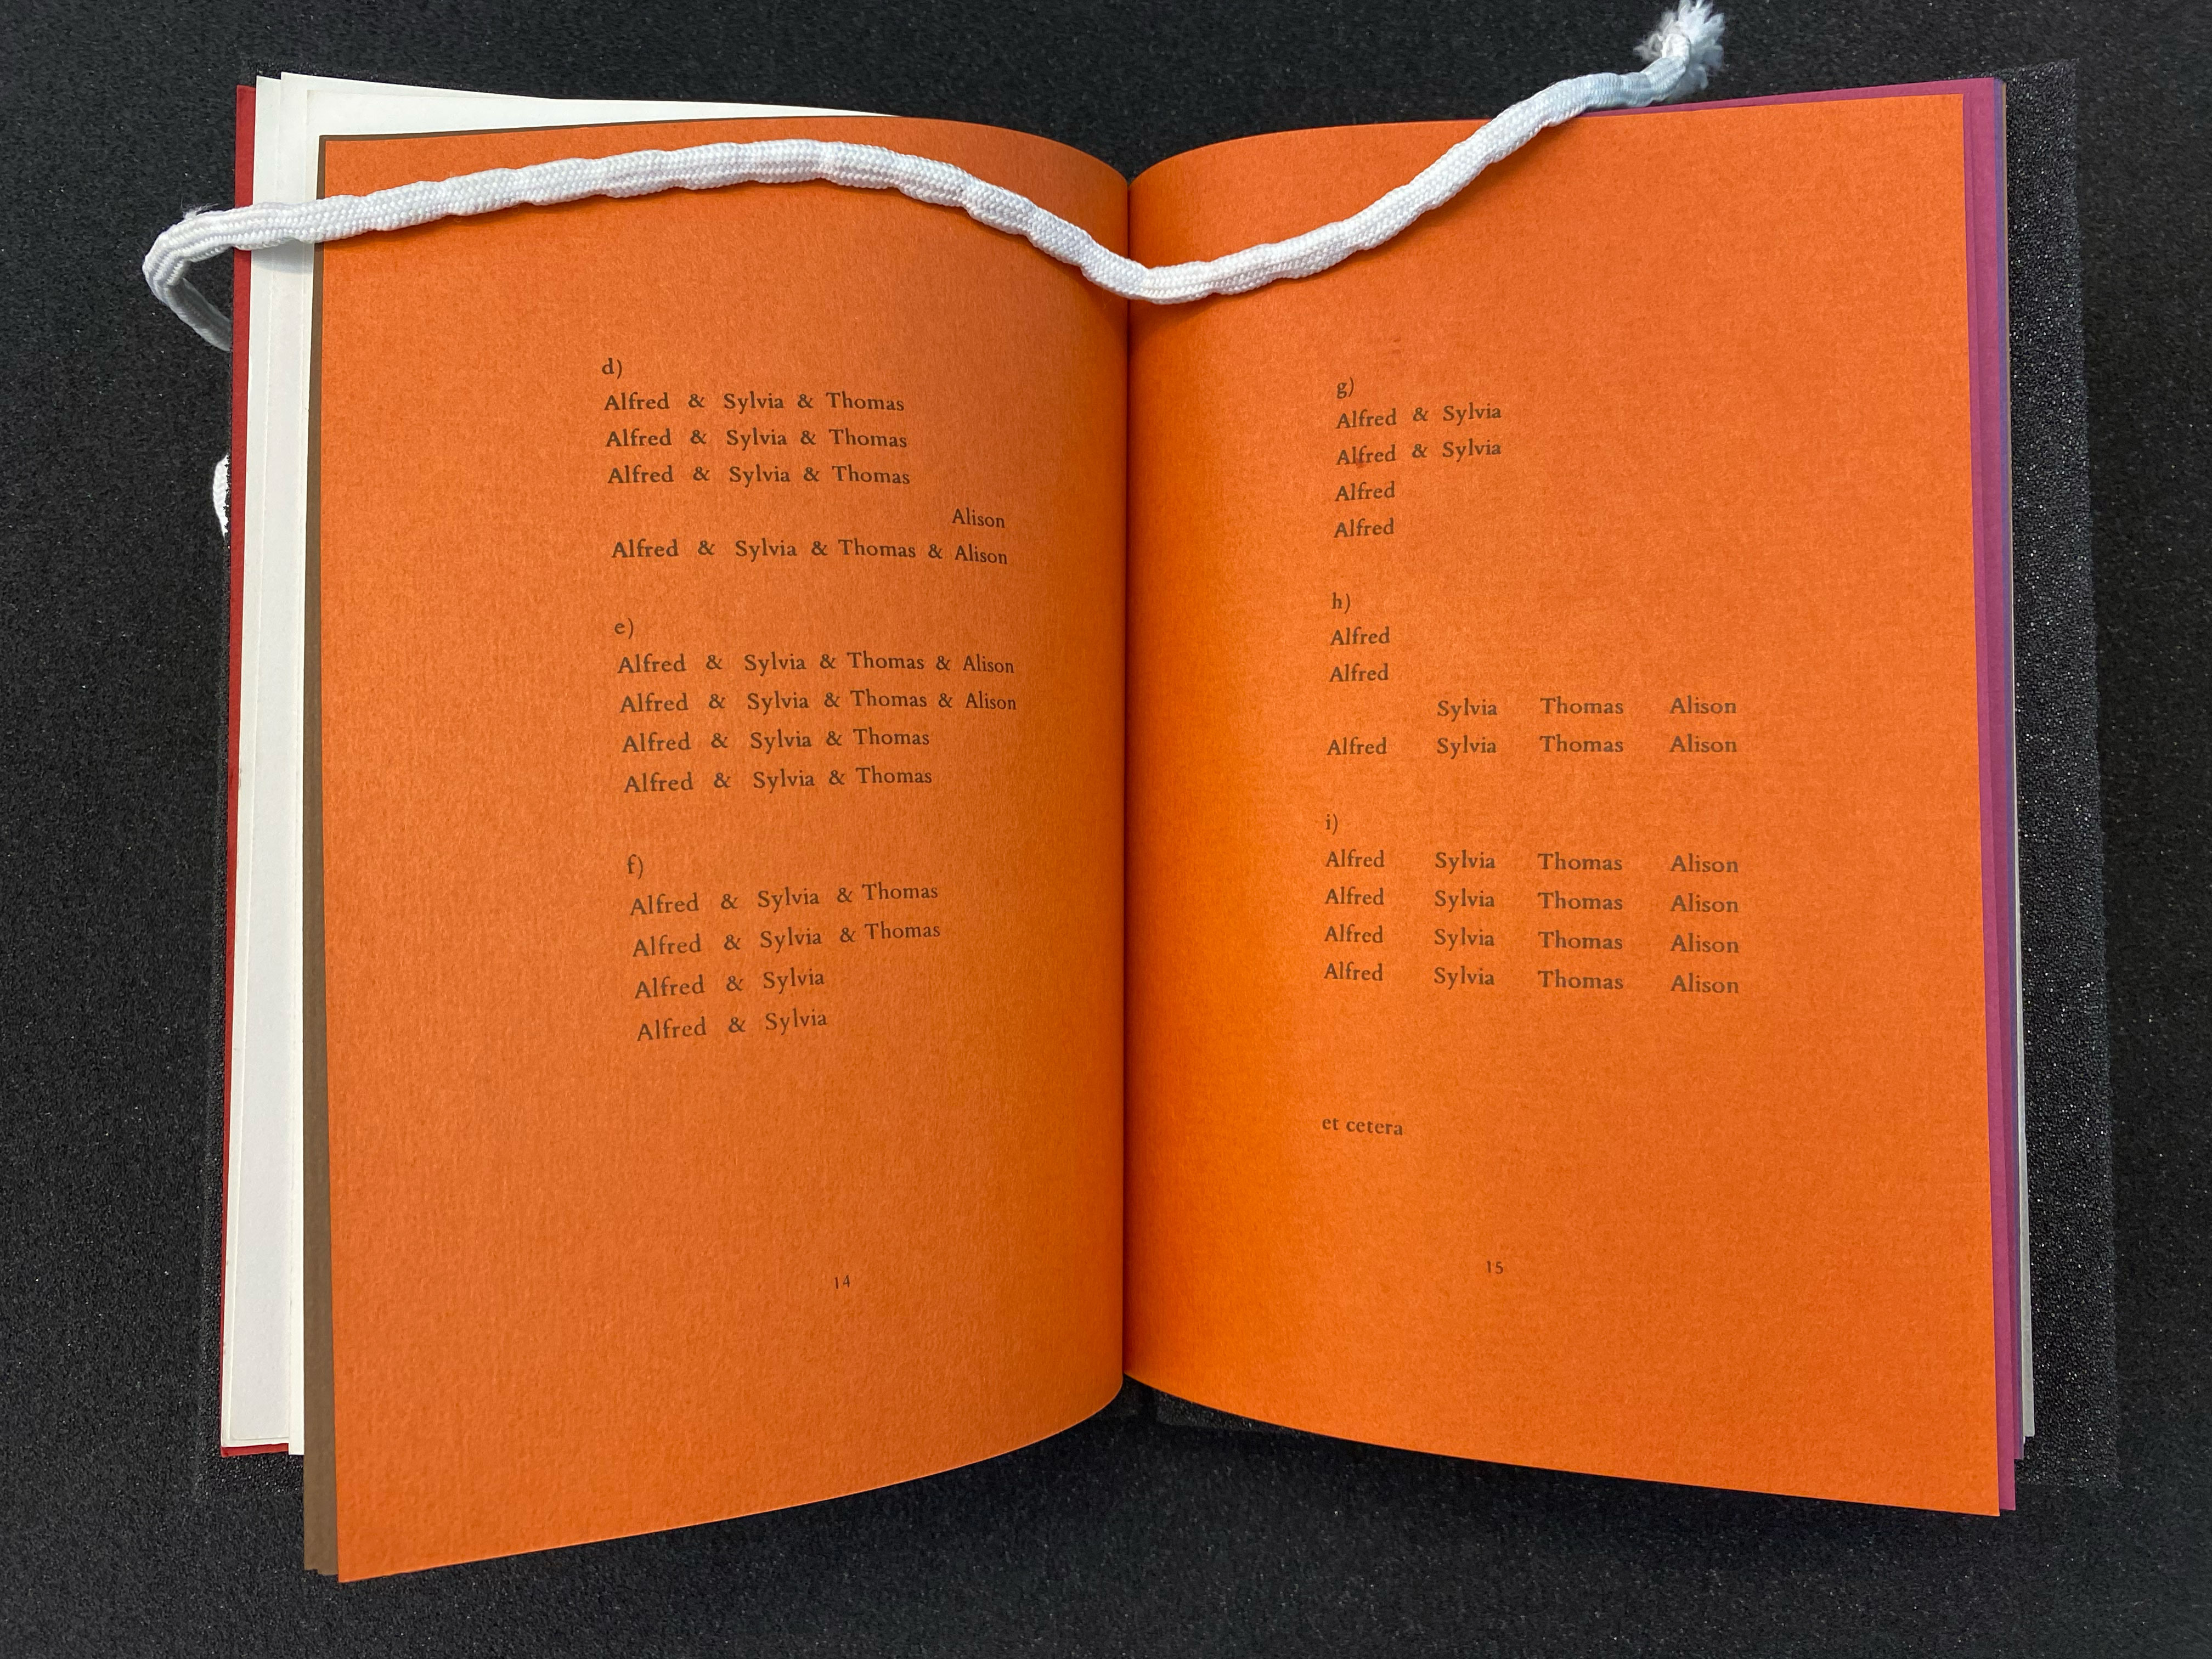 d)
Alfred & Sylvia & Thomas
Alfred & Sylvia & Thomas
Alfred & Sylvia & Thomas
Alison
Alfred & Sylvia & Thomas & Alison
e)
Alfred & Sylvia & Thomas & Alison
Alfred & Sylvia & Thomas & Alison
Alfred & Sylvia & Thomas
Alfred & Sylvia & Thomas
f)
Alfred & Sylvia & Thomas
Alfred & Sylvia & Thomas
Alfred & Sylvia
Alfred & Sylvia
14
g)
Alfred & Sylvia
Alfred & Sylvia
Alfred
Alfred
h)
Alfred
Alfred
Sylvia Thomas Alison
Alfred Sylvia Thomas Alison
i)
Alfred Sylvia Thomas Alison
Alfred Sylvia Thomas Alison
Alfred Sylvia Thomas Alison
Alfred Sylvia Thomas Alison
et cetera
15